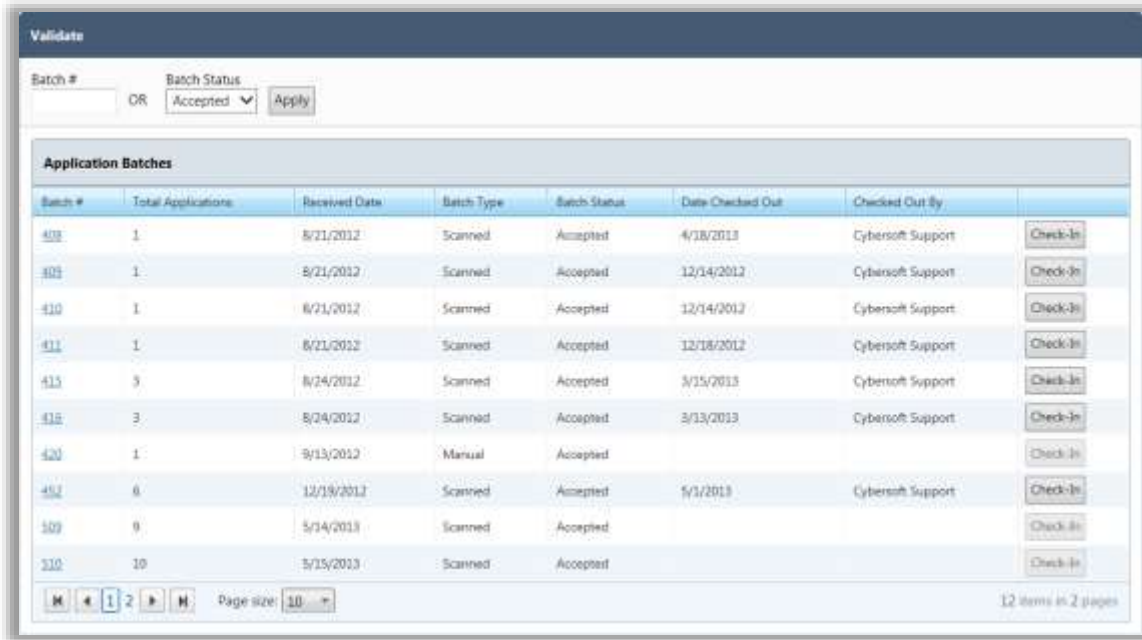 Validate
Batch # Batch Status
OR Accepted Apply
Application Batches
Batch # Total Applications Received Date Batch Type Batch Status Date Checked Out Checked Out By
408 1 8/21/2012 Scanned Accepted 4/18/2013 Cybersoft Support Check-In
409 1 8/21/2012 Scanned Accepted 12/14/2012 Cybersoft Support Check-In
410 1 8/21/2012 Scanned Accepted 12/14/2012 Cybersoft Support Check-In
411 1 8/21/2012 Scanned Accepted 12/18/2012 Cybersoft Support Check-In
415 3 8/24/2012 Scanned Accepted 3/15/2013 Cybersoft Support Check-In
416 3 8/24/2012 Scanned Accepted 3/13/2013 Cybersoft Support Check-In
420 1 9/13/2012 Manual Accepted Check-In
452 6 12/19/2012 Scanned Accepted 5/1/2013 Cybersoft Support Check-In
509 9 5/14/2013 Scanned Accepted Check-In
510 10 5/15/2013 Scanned Accepted Check-In
1 2 Page size: 10 12 items in 2 pages